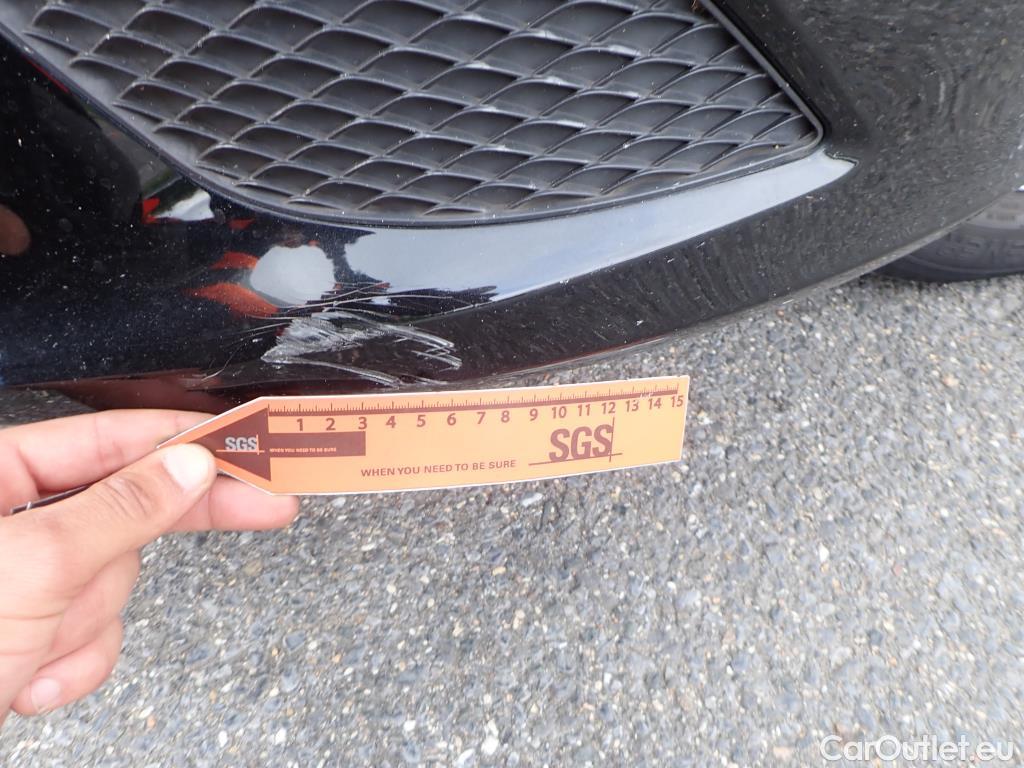 1 2 3 4 5 6 7 8 9 10 11 12 13 14 15
SGS WHEN YOU NEED TO BE SURE
SGS
WHEN YOU NEED TO BE SURE
CarOutlet.eu